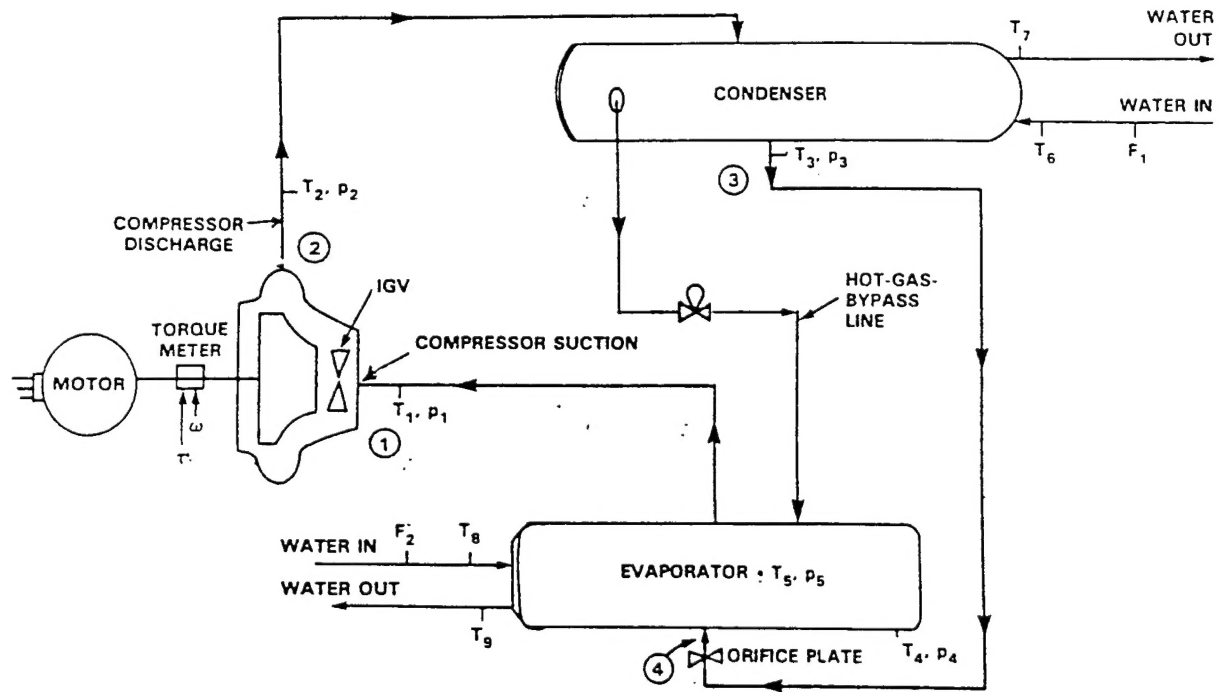 T₇
WATER
OUT
CONDENSER
WATER IN
T₆
F₁
T₃, p₃
③
T₂, p₂
COMPRESSOR
DISCHARGE
②
IGV
HOT-GAS-
BYPASS
LINE
TORQUE
METER
COMPRESSOR SUCTION
MOTOR
T₁, p₁
ω
τ
①
F₂
T₈
WATER IN
EVAPORATOR • T₅, p₅
WATER OUT
T₉
④
ORIFICE PLATE
T₄, p₄